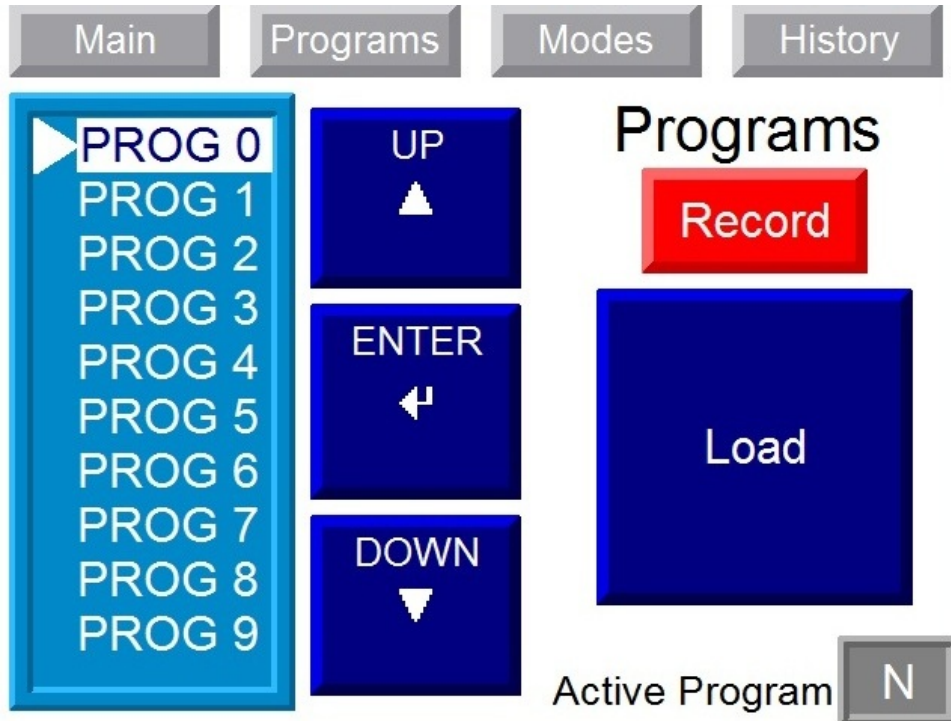 Main
Programs
Modes
History
PROG 0
PROG 1
PROG 2
PROG 3
PROG 4
PROG 5
PROG 6
PROG 7
PROG 8
PROG 9
UP
ENTER
DOWN
Programs
Record
Load
Active Program N